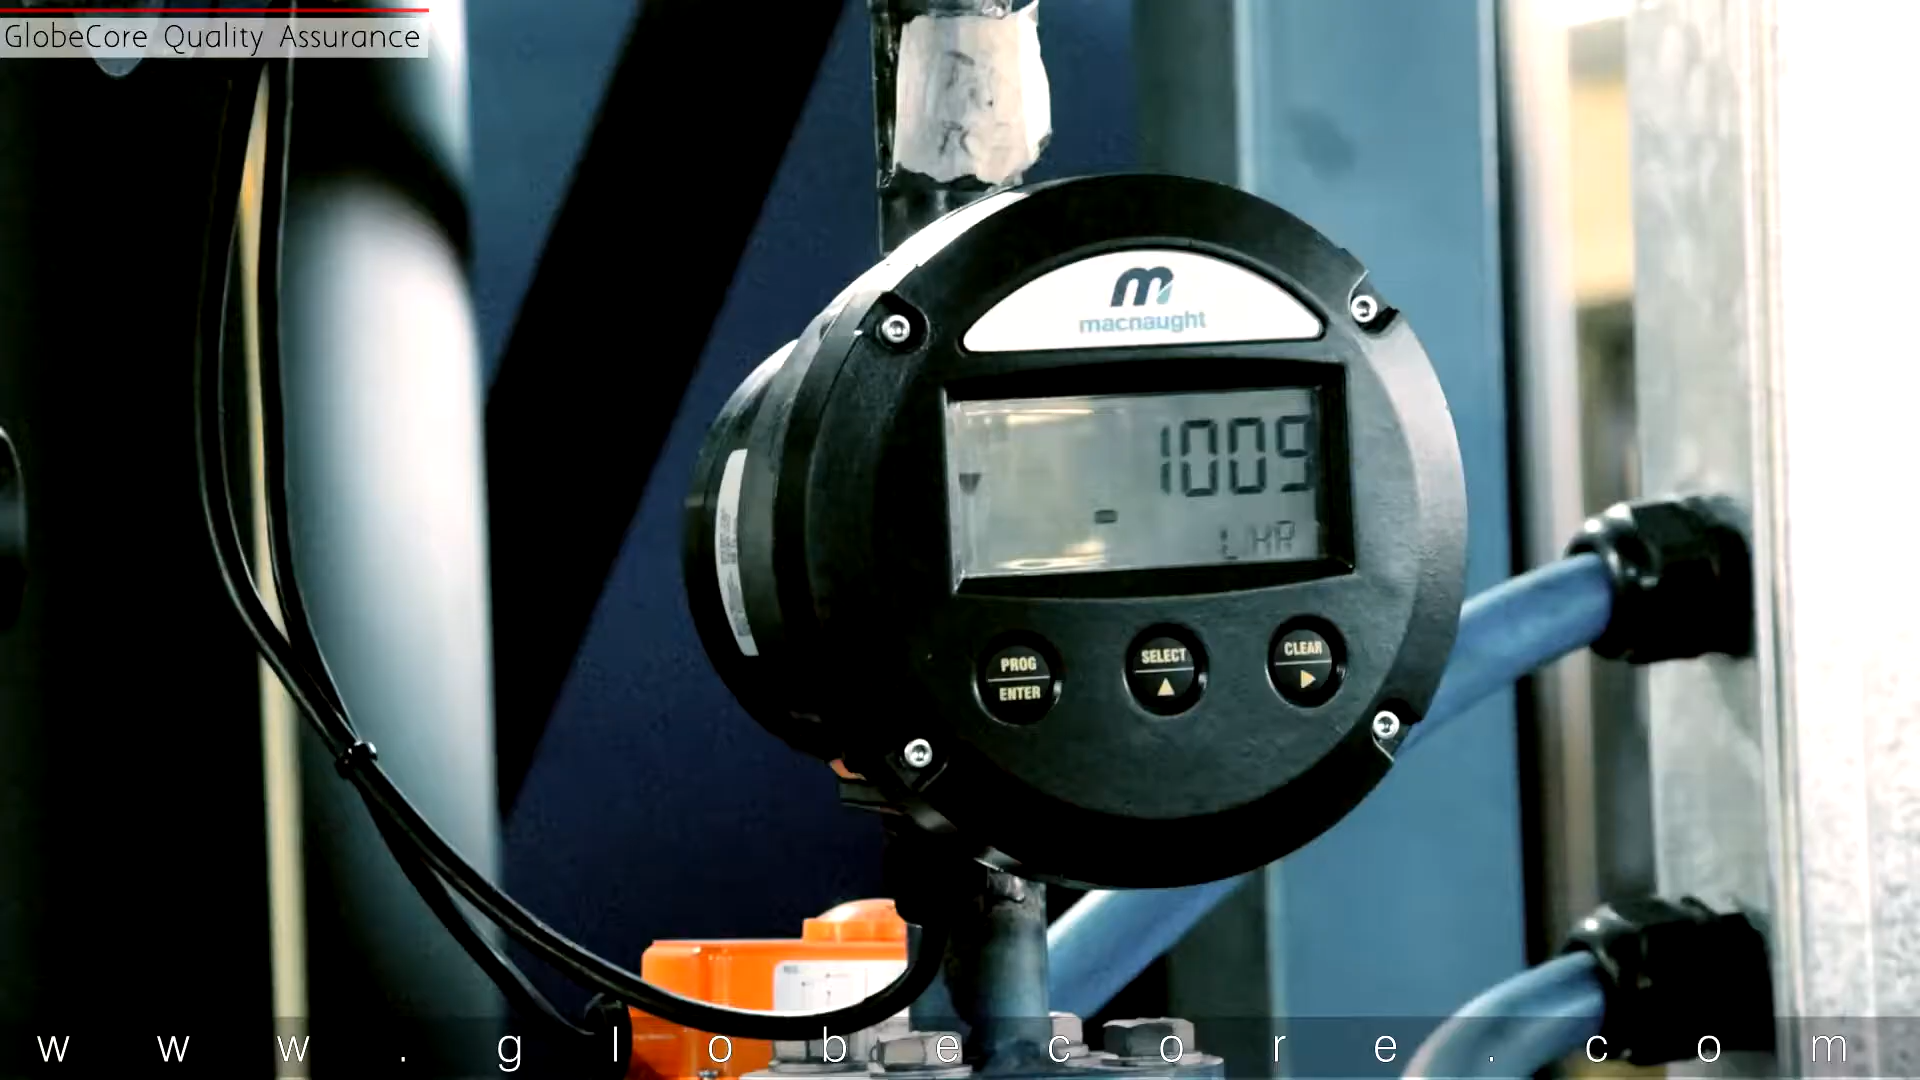 GlobeCore Quality Assurance
macnaught
1009
L/HR
PROG
ENTER
SELECT
CLEAR
www.globecore.com